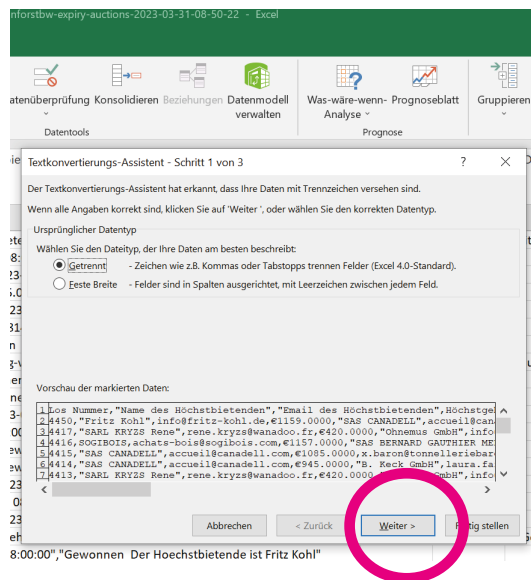 nforstbw-expiry-auctions-2023-03-31-08-50-22 - Excel
atenüberprüfung Konsolidieren Beziehungen Datenmodell verwalten
Was-wäre-wenn-Analyse Prognoseblatt
Gruppieren
Datentools
Prognose
Textkonvertierungs-Assistent - Schritt 1 von 3
?
Der Textkonvertierungs-Assistent hat erkannt, dass Ihre Daten mit Trennzeichen versehen sind.
Wenn alle Angaben korrekt sind, klicken Sie auf 'Weiter ', oder wählen Sie den korrekten Datentyp.
Ursprünglicher Datentyp
Wählen Sie den Dateityp, der Ihre Daten am besten beschreibt:
Getrennt - Zeichen wie z.B. Kommas oder Tabstopps trennen Felder (Excel 4.0-Standard).
Feste Breite - Felder sind in Spalten ausgerichtet, mit Leerzeichen zwischen jedem Feld.
Vorschau der markierten Daten:
1 Los Nummer,"Name des Höchstbietenden","Email des Höchstbietenden",Höchstge
2 4450,"Fritz Kohl",info@fritz-kohl.de,€1159.0000,"SAS CANADELL",accueil@can
3 4417,"SARL KRYZS Rene",rene.kryzs@wanadoo.fr,€420.0000,"Ohnemus GmbH",info
4 4416,SOGIBOIS,achats-bois@sogibois.com,€1157.0000,"SAS BERNARD GAUTHIER ME
5 4415,"SAS CANADELL",accueil@canadell.com,€1085.0000,x.baron@tonnelleriebar
6 4414,"SAS CANADELL",accueil@canadell.com,€945.0000,"B. Keck GmbH",laura.fa
7 4413,"SARL KRYZS Rene",rene.kryzs@wanadoo.fr,€420.0000,"Ohnemus GmbH",info
Abbrechen < Zurück Weiter > Fertig stellen
8:00:00","Gewonnen Der Hoechstbietende ist Fritz Kohl"